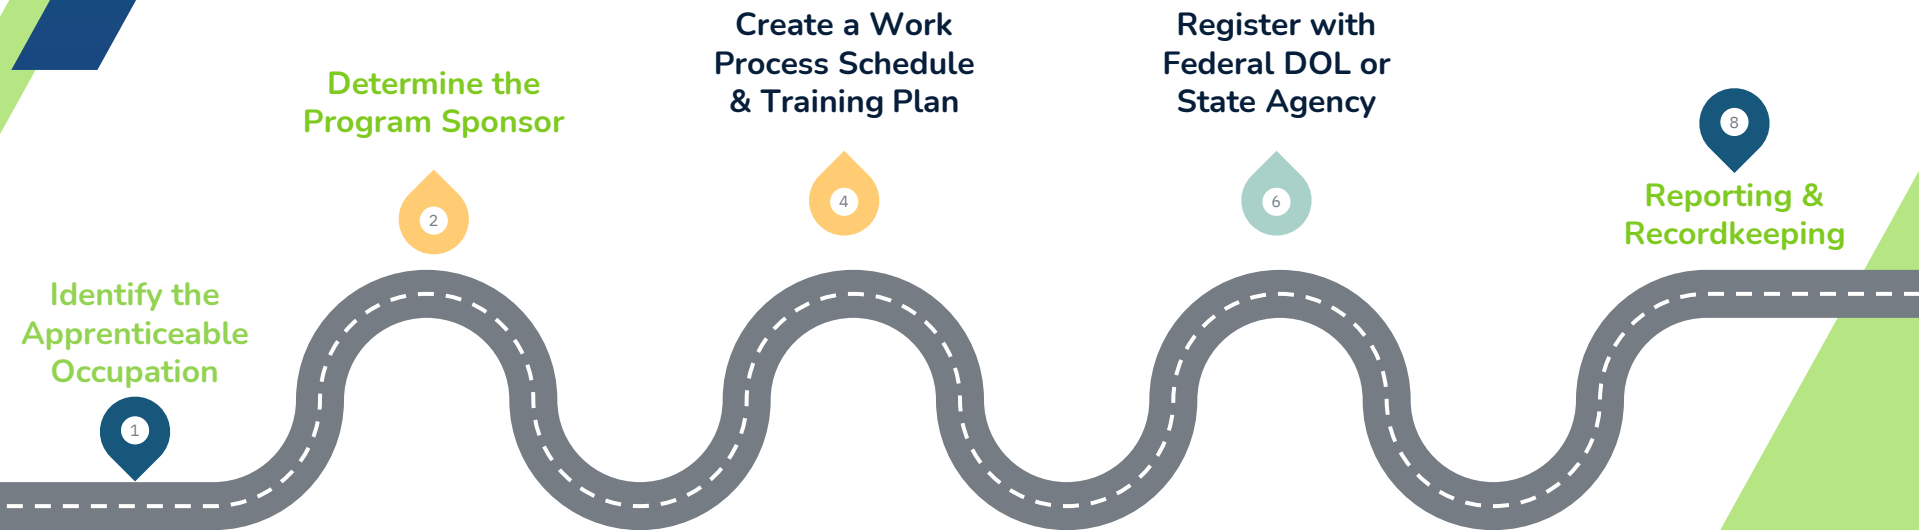 Identify the
Apprenticeable
Occupation
1
Determine the
Program Sponsor
2
Create a Work
Process Schedule
& Training Plan
4
Register with
Federal DOL or
State Agency
6
8
Reporting &
Recordkeeping